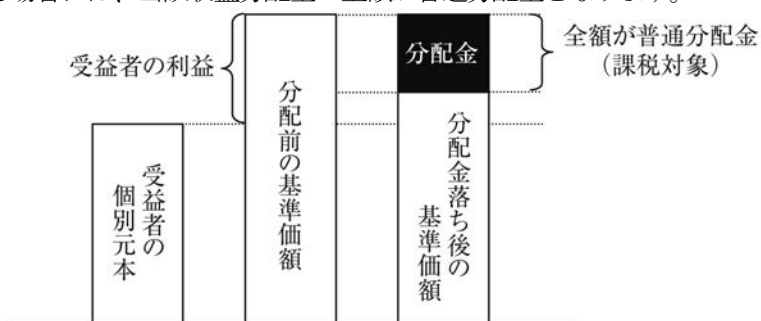 受益者の利益
分配金
全額が普通分配金
(課税対象)
受益者の
個別元本
分配前の基準価額
分配金落ち後の
基準価額